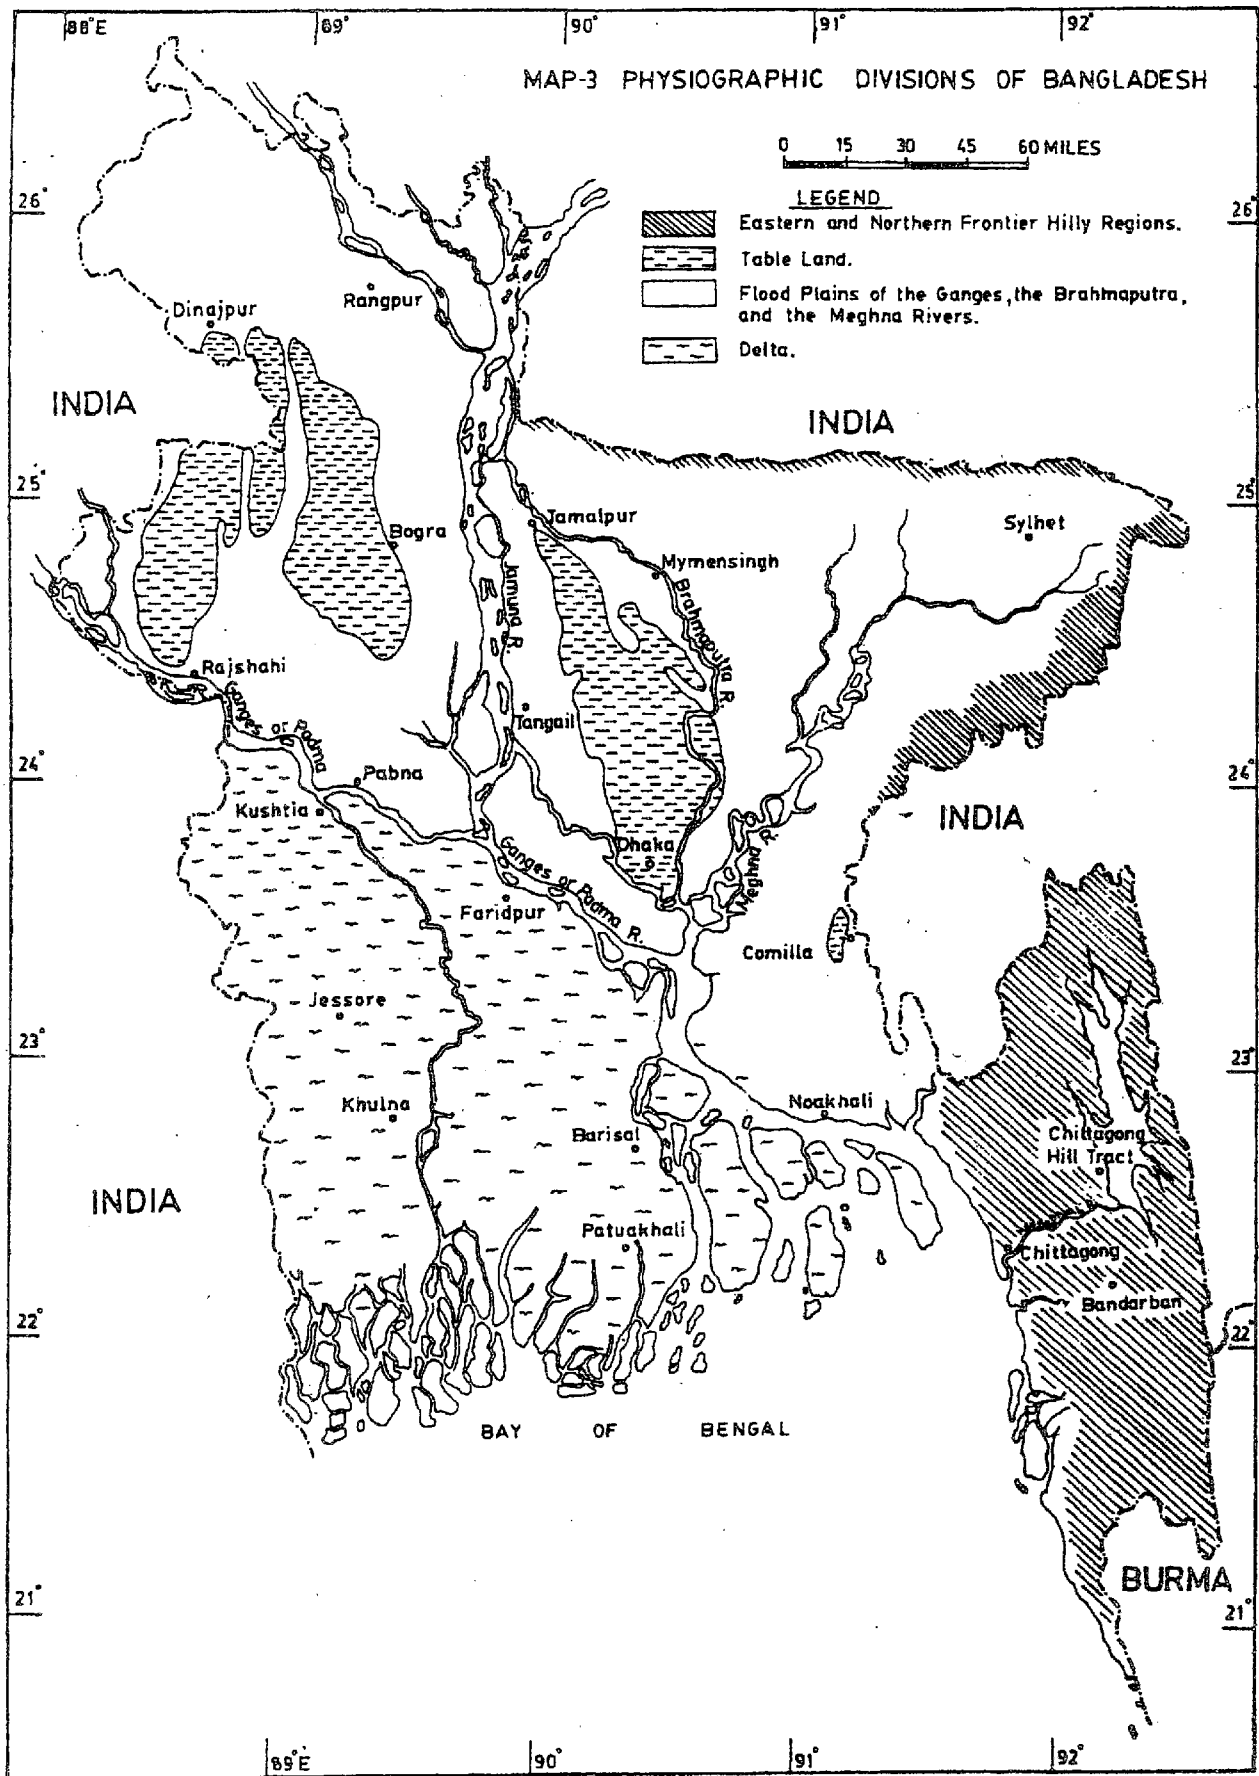 88°E 89° 90° 91° 92°
MAP-3 PHYSIOGRAPHIC DIVISIONS OF BANGLADESH
0 15 30 45 60 MILES
LEGEND
Eastern and Northern Frontier Hilly Regions.
Table Land.
Flood Plains of the Ganges, the Brahmaputra,
and the Meghna Rivers.
Delta.
26° 26°
Rangpur
Dinajpur
INDIA
INDIA
25° 25°
Jamalpur
Sylhet
Bogra
Mymensingh
Jamuna R.
Brahmaputra R.
Rajshahi
Ganges or Padma
Tangail
24° 24°
Pabna
Kushtia
INDIA
Dhaka
Meghna R.
Ganges or Padma R.
Faridpur
Comilla
Jessore
23° 23°
Khulna
Noakhali
Barisal
Chittagong
Hill Tract
INDIA
Patuakhali
Chittagong
Bandarban
22° 22°
BAY OF BENGAL
BURMA
21° 21°
89°E 90° 91° 92°